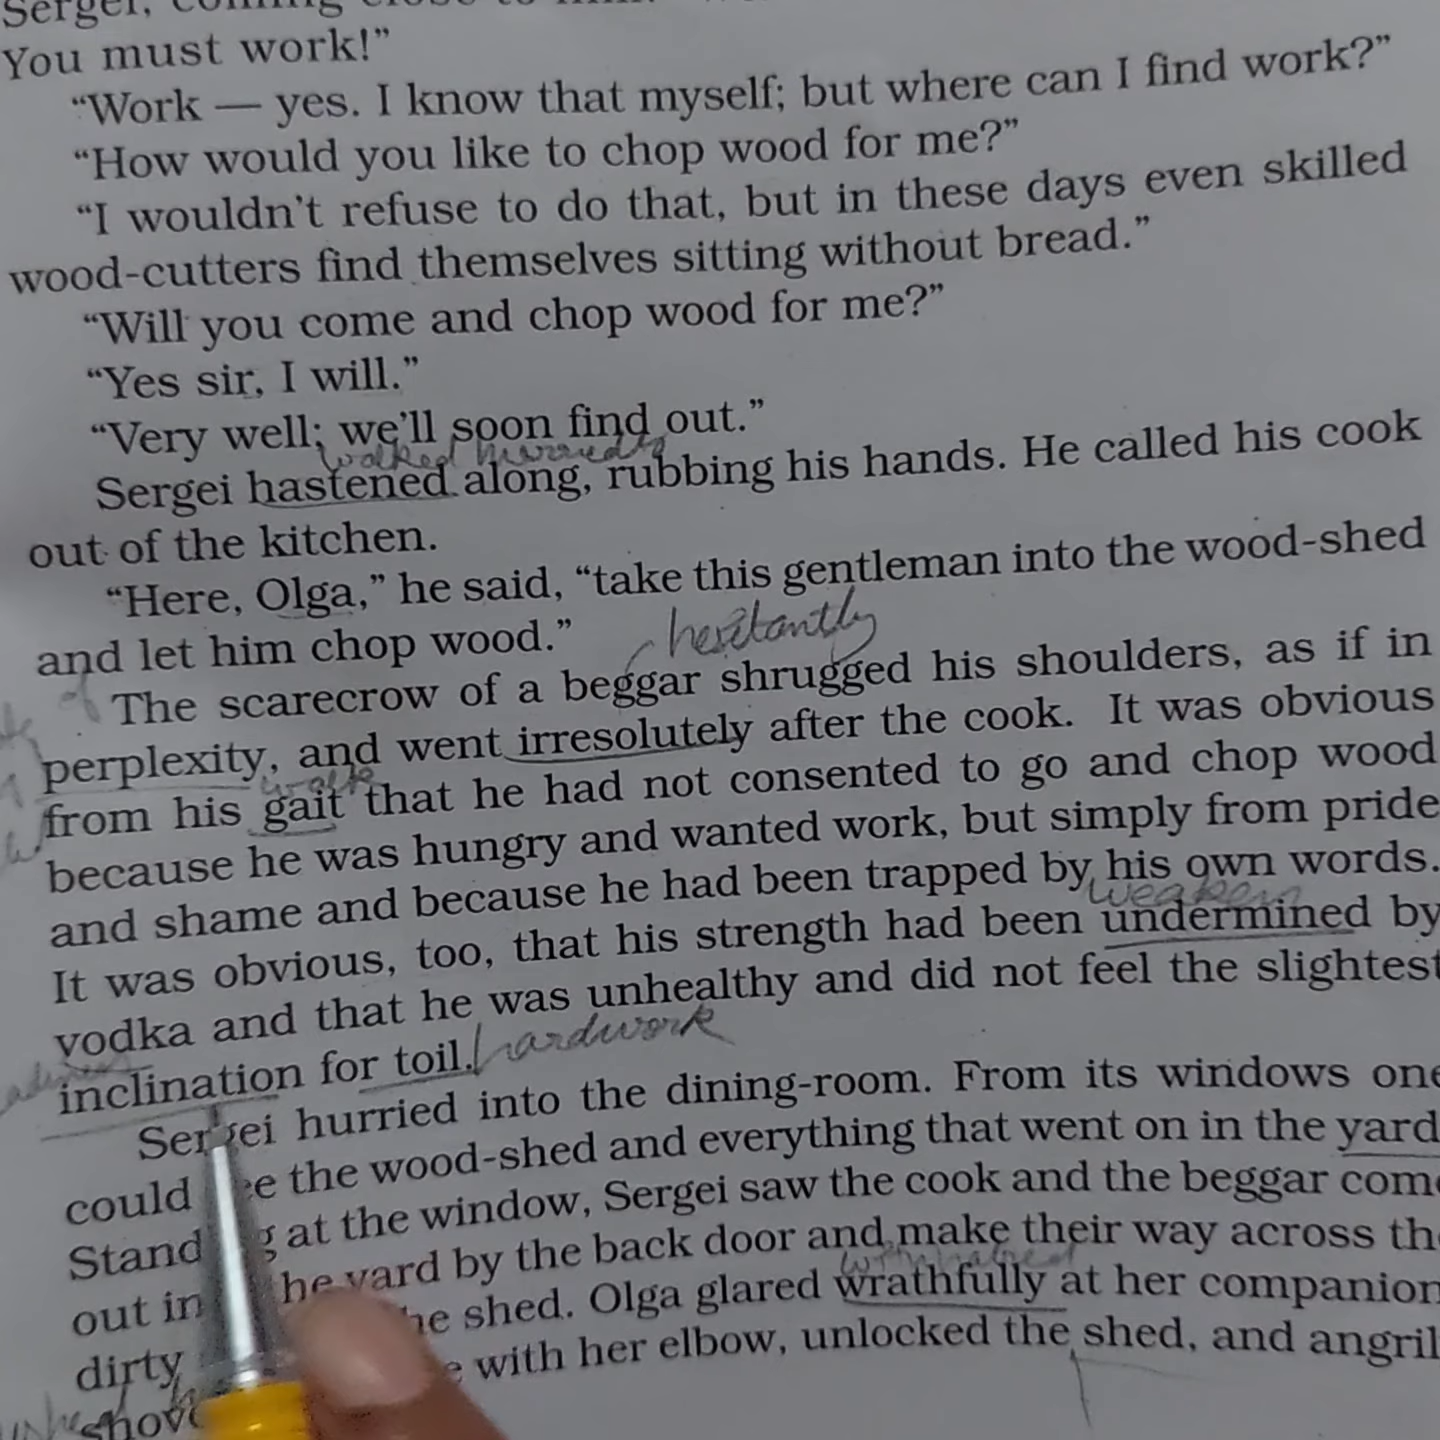 Sergei, coming close to him.
You must work!”
“Work — yes. I know that myself; but where can I find work?”
“How would you like to chop wood for me?”
“I wouldn’t refuse to do that, but in these days even skilled
wood-cutters find themselves sitting without bread.”
“Will you come and chop wood for me?”
“Yes sir, I will.”
“Very well; we’ll soon find out.”
walked hurriedly
Sergei hastened along, rubbing his hands. He called his cook
out of the kitchen.
“Here, Olga,” he said, “take this gentleman into the wood-shed
and let him chop wood.”
hesitantly
The scarecrow of a beggar shrugged his shoulders, as if in
perplexity, and went irresolutely after the cook. It was obvious
walk
from his gait that he had not consented to go and chop wood
because he was hungry and wanted work, but simply from pride
and shame and because he had been trapped by his own words.
weaken
It was obvious, too, that his strength had been undermined by
vodka and that he was unhealthy and did not feel the slightest
inclination for toil. hardwork
Sergei hurried into the dining-room. From its windows one
could the wood-shed and everything that went on in the yard
at the window, Sergei saw the cook and the beggar come
out in yard by the back door and make their way across the
dirty shed. Olga glared wrathfully at her companion
with her elbow, unlocked the shed, and angril